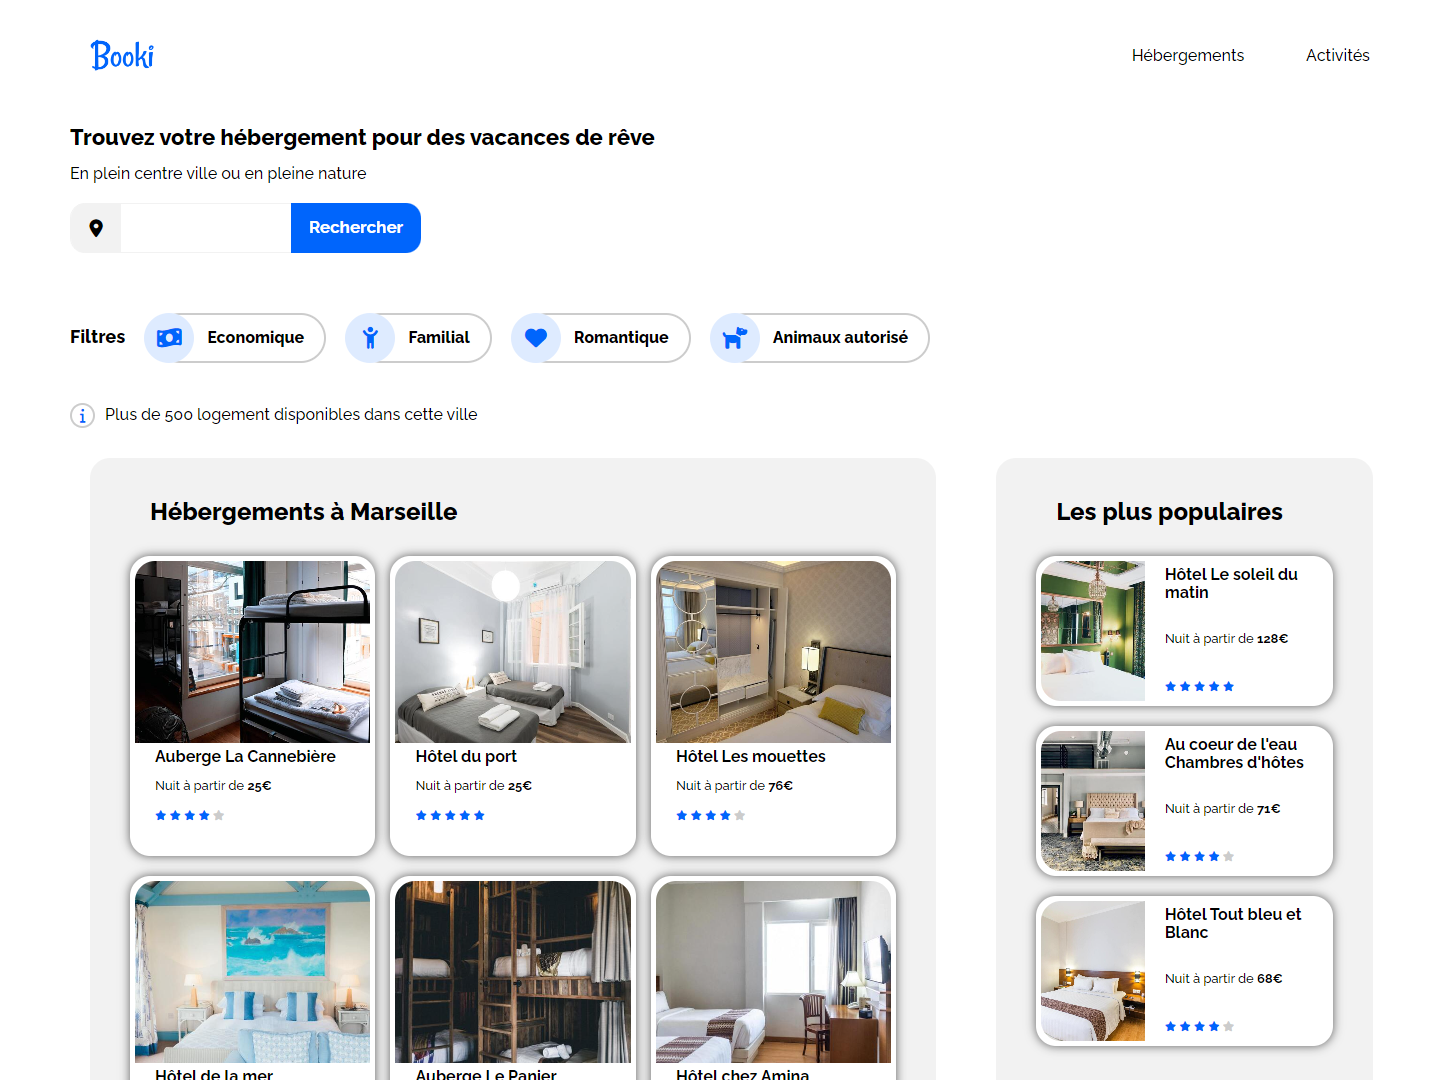 Booki
Hébergements
Activités
Trouvez votre hébergement pour des vacances de rêve
En plein centre ville ou en pleine nature
Rechercher
Filtres
Economique
Familial
Romantique
Animaux autorisé
Plus de 500 logement disponibles dans cette ville
Hébergements à Marseille
Auberge La Cannebière
Nuit à partir de 25€
Hôtel du port
Nuit à partir de 25€
Hôtel Les mouettes
Nuit à partir de 76€
Hôtel de la mer
Auberge Le Panier
Hôtel chez Amina
Les plus populaires
Hôtel Le soleil du
matin
Nuit à partir de 128€
Au coeur de l'eau
Chambres d'hôtes
Nuit à partir de 71€
Hôtel Tout bleu et
Blanc
Nuit à partir de 68€